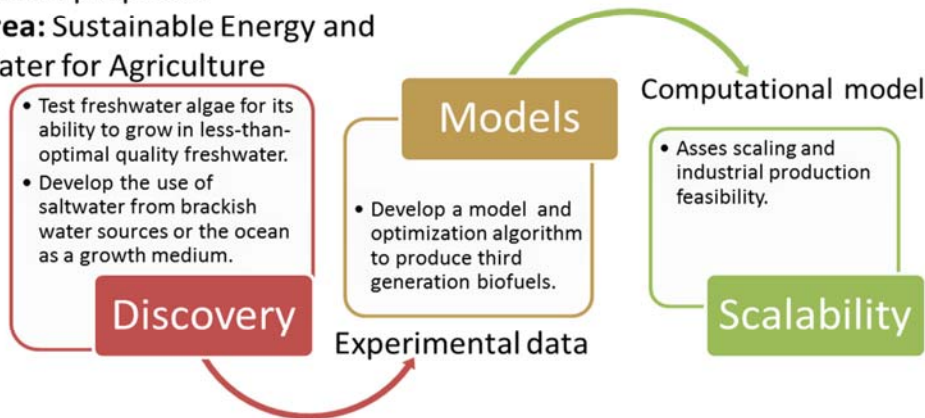 rea: Sustainable Energy and
ater for Agriculture
• Test freshwater algae for its
ability to grow in less-than-
optimal quality freshwater.
• Develop the use of
saltwater from brackish
water sources or the ocean
as a growth medium.
Discovery
Models
• Develop a model and
optimization algorithm
to produce third
generation biofuels.
Experimental data
Computational model
• Asses scaling and
industrial production
feasibility.
Scalability